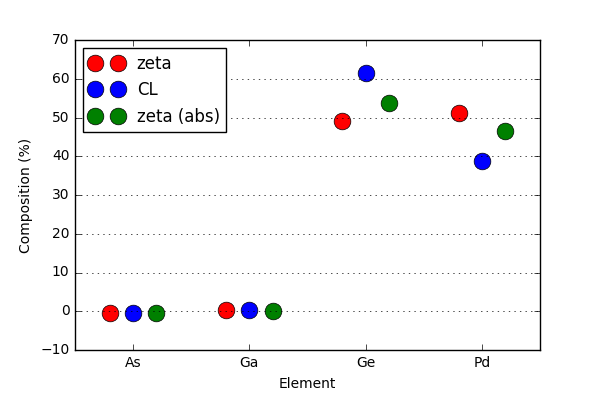 70
60
50
40
30
20
10
0
−10
Composition (%)
zeta
CL
zeta (abs)
As Ga Ge Pd
Element